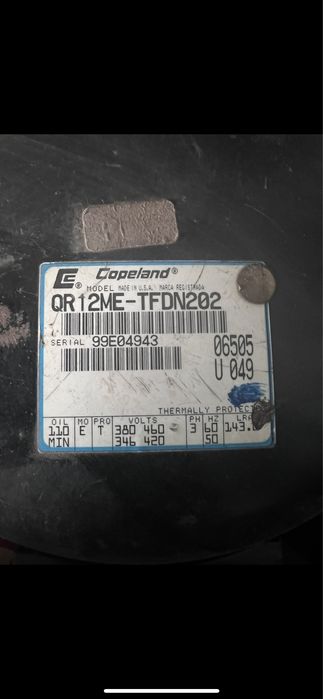 CE® Copeland®
MODEL MADE IN U.S.A. MARCA REGISTRADA
QR12ME-TFDN202
SERIAL 99E04943
06505
U 049
THERMALLY
OIL MO PRO VOLTS PH HZ
110 E T 380 460 3 60
MIN 346 420 50